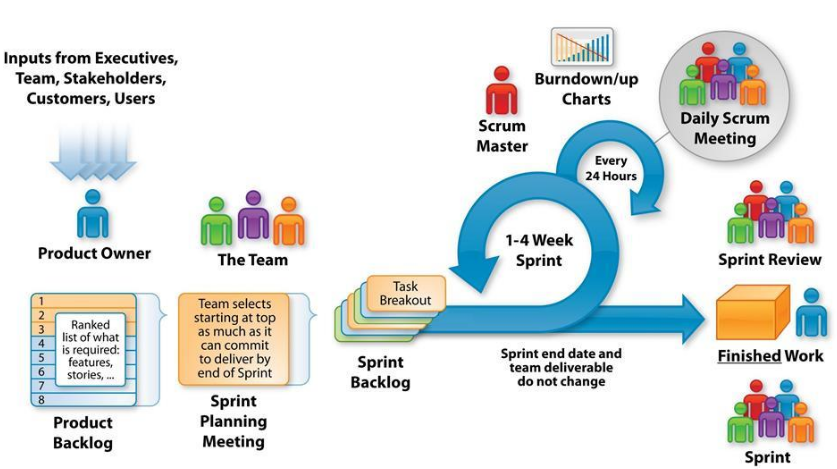 Inputs from Executives,
Team, Stakeholders,
Customers, Users
Product Owner
The Team
1
2
3
4
5
6
7
8
Ranked
list of what
is required:
features,
stories, ...
Product
Backlog
Team selects
starting at top
as much as it
can commit
to deliver by
end of Sprint
Sprint
Planning
Meeting
Task
Breakout
Sprint
Backlog
Scrum
Master
Burndown/up
Charts
Every
24 Hours
1-4 Week
Sprint
Daily Scrum
Meeting
Sprint end date and
team deliverable
do not change
Sprint Review
Finished Work
Sprint